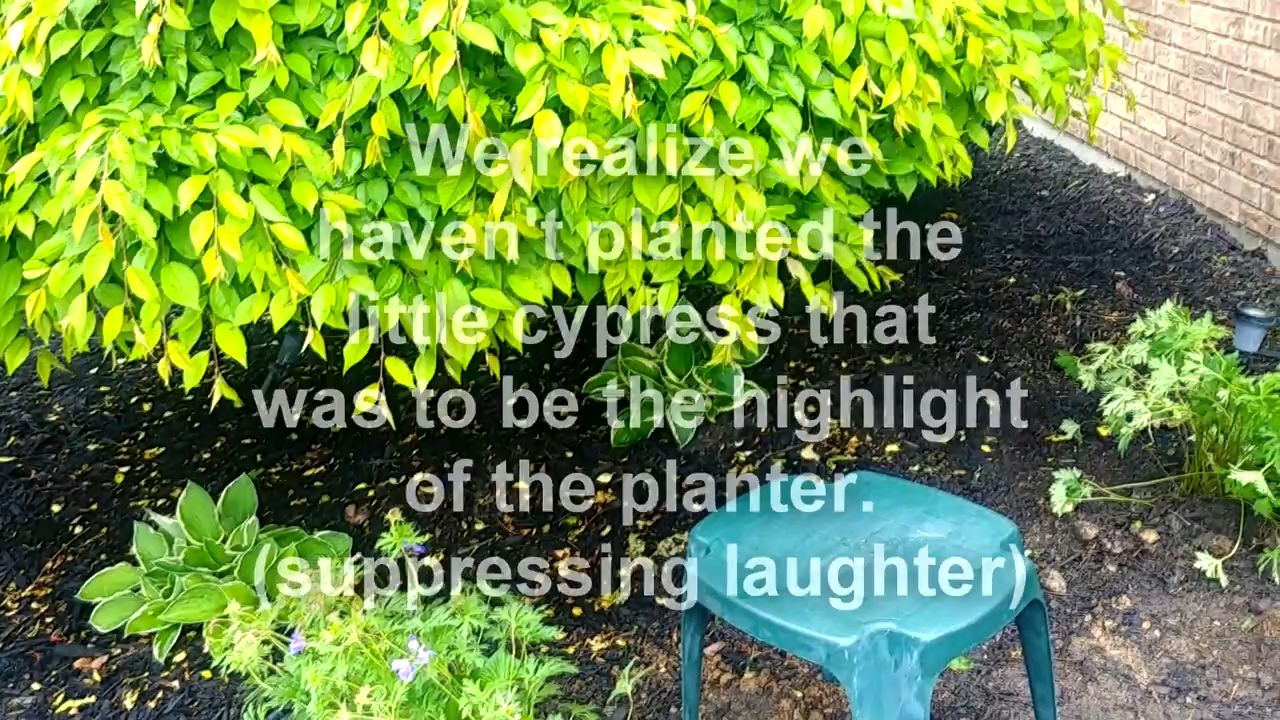 We realize we
haven't planted the
little cypress that
was to be the highlight
of the planter.
(suppressing laughter)